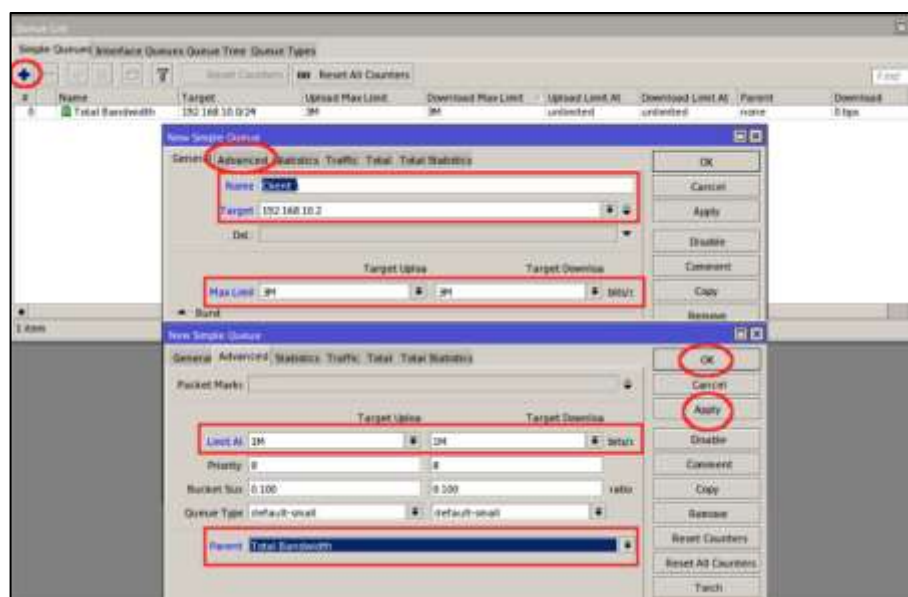 Queue List
Simple Queues Interface Queues Queue Tree Queue Types
Reset Counters 00 Reset All Counters Find
# Name Target Upload Max Limit Download Max Limit Upload Limit At Download Limit At Parent Download
0 Total Bandwidth 192.168.10.0/24 3M 3M unlimited unlimited none 0 bps
New Simple Queue
General Advanced Statistics Traffic Total Total Statistics
OK
Name: Client
Cancel
Target: 192.168.10.2
Apply
Dst.:
Disable
Target Upload Target Download
Comment
Max Limit: 3M 3M bits/s
Copy
Burst
Remove
1 item
New Simple Queue
General Advanced Statistics Traffic Total Total Statistics
OK
Packet Marks:
Cancel
Target Upload Target Download
Apply
Limit At: 1M 1M bits/s
Disable
Priority: 8 8
Comment
Bucket Size: 0.100 0.100 ratio
Copy
Queue Type: default-small default-small
Remove
Parent: Total Bandwidth
Reset Counters
Reset All Counters
Torch